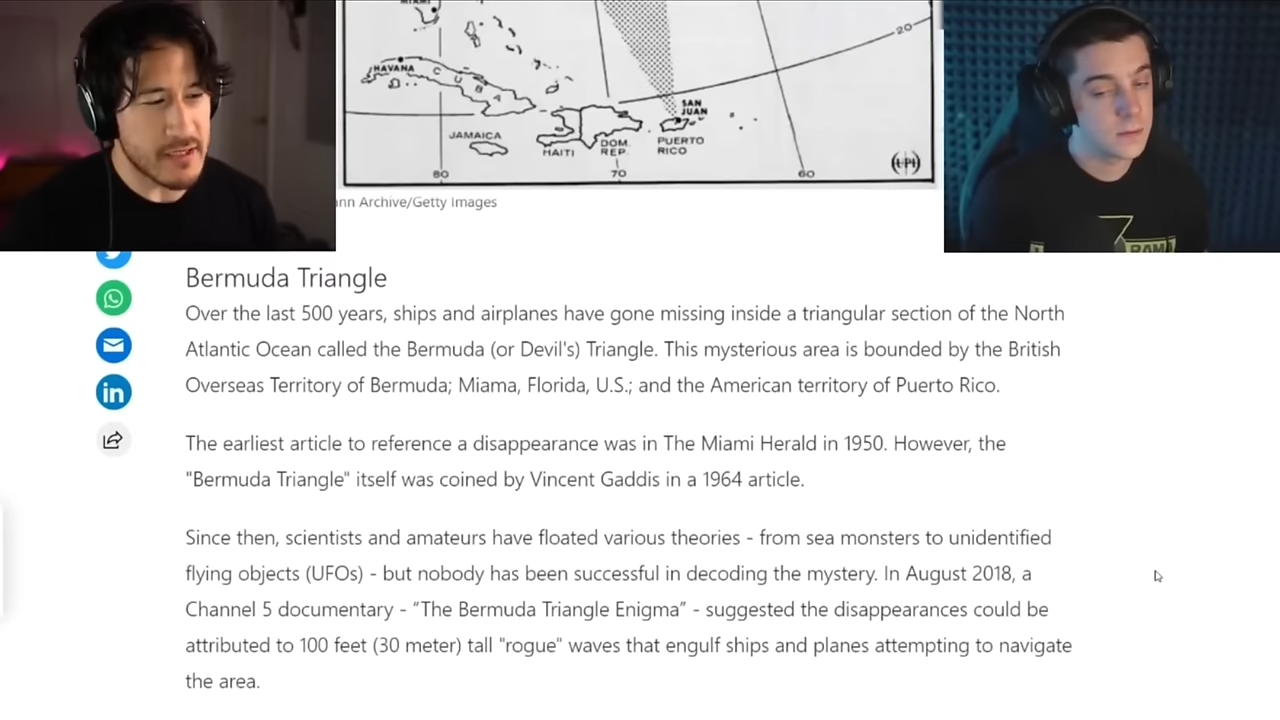 MIAMI
20
HAVANA
CUBA
SAN
JUAN
JAMAICA
HAITI
DOM.
REP.
PUERTO
RICO
80
70
60
(UPI)
nn Archive/Getty Images
in
Bermuda Triangle
Over the last 500 years, ships and airplanes have gone missing inside a triangular section of the North
Atlantic Ocean called the Bermuda (or Devil's) Triangle. This mysterious area is bounded by the British
Overseas Territory of Bermuda; Miama, Florida, U.S.; and the American territory of Puerto Rico.
The earliest article to reference a disappearance was in The Miami Herald in 1950. However, the
"Bermuda Triangle" itself was coined by Vincent Gaddis in a 1964 article.
Since then, scientists and amateurs have floated various theories - from sea monsters to unidentified
flying objects (UFOs) - but nobody has been successful in decoding the mystery. In August 2018, a
Channel 5 documentary - “The Bermuda Triangle Enigma” - suggested the disappearances could be
attributed to 100 feet (30 meter) tall "rogue" waves that engulf ships and planes attempting to navigate
the area.